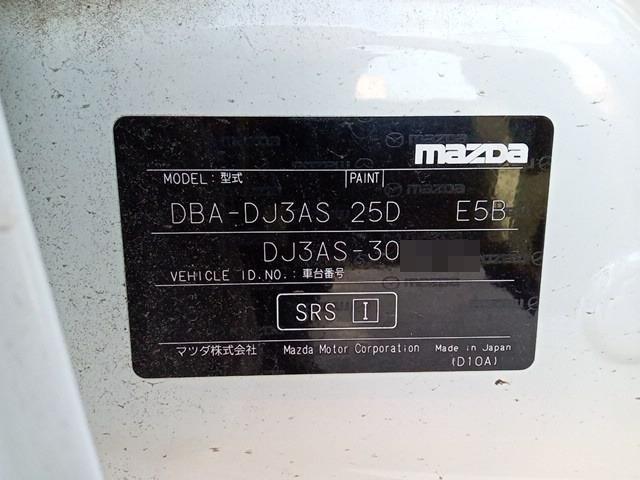 mazda
MODEL: 型式 PAINT
DBA-DJ3AS 25D E5B
DJ3AS-30
VEHICLE ID.NO.: 車台番号
SRS I
マツダ株式会社 Mazda Motor Corporation Made in Japan
(D10A)